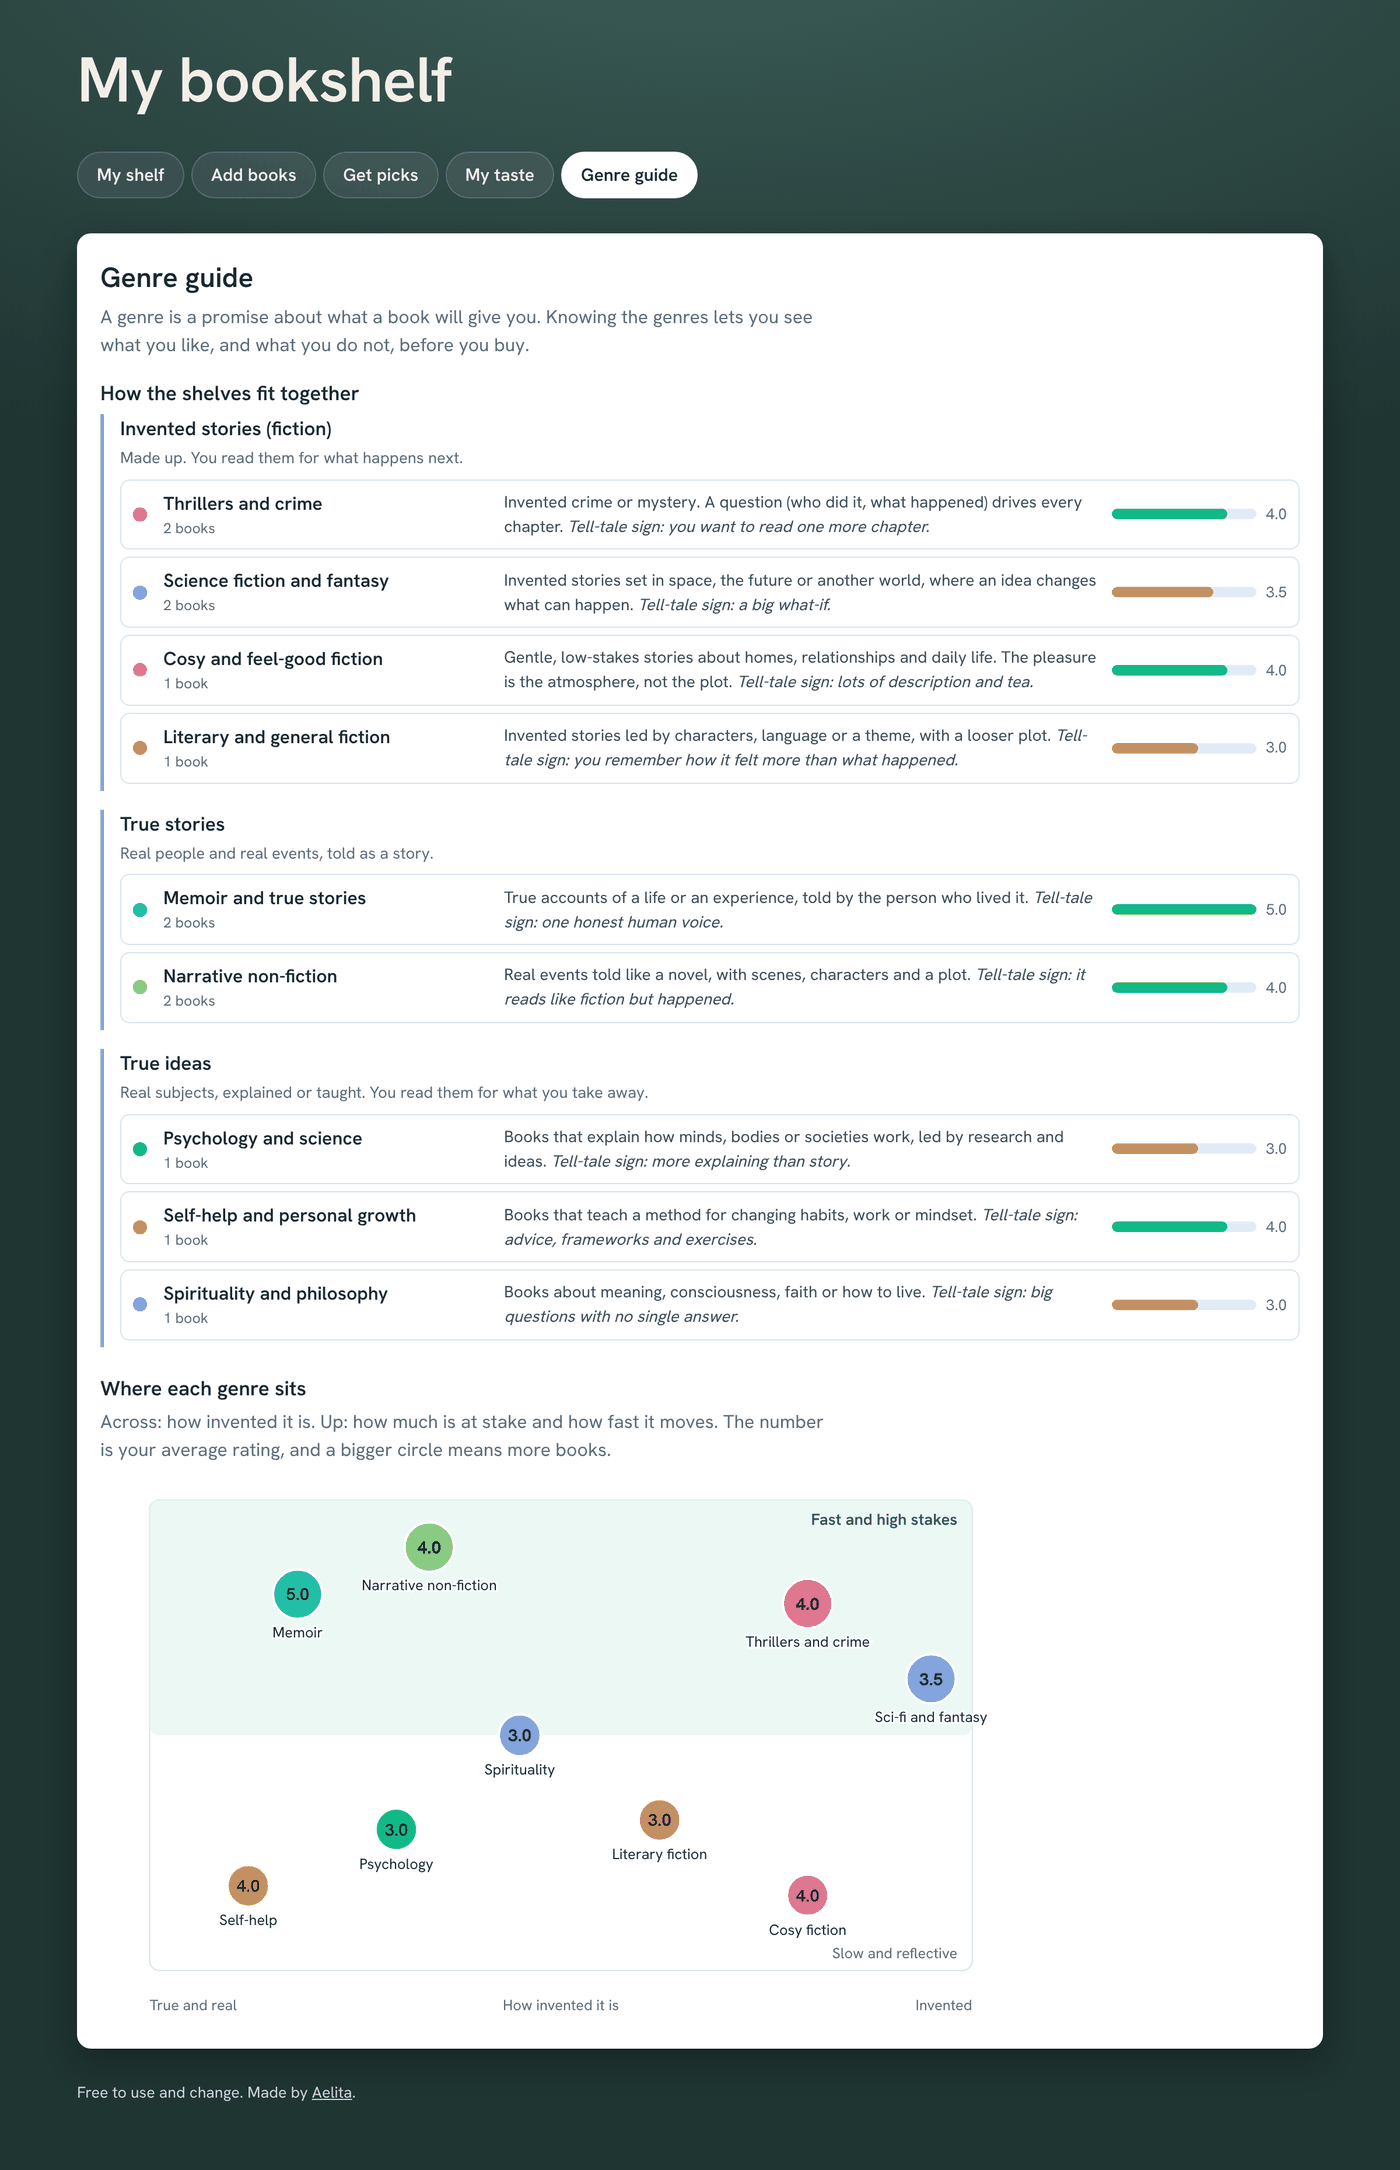 My bookshelf
My shelf
Add books
Get picks
My taste
Genre guide
Genre guide
A genre is a promise about what a book will give you. Knowing the genres lets you see
what you like, and what you do not, before you buy.
How the shelves fit together
Invented stories (fiction)
Made up. You read them for what happens next.
Thrillers and crime
2 books
Invented crime or mystery. A question (who did it, what happened) drives every
chapter. Tell-tale sign: you want to read one more chapter.
4.0
Science fiction and fantasy
2 books
Invented stories set in space, the future or another world, where an idea changes
what can happen. Tell-tale sign: a big what-if.
3.5
Cosy and feel-good fiction
1 book
Gentle, low-stakes stories about homes, relationships and daily life. The pleasure
is the atmosphere, not the plot. Tell-tale sign: lots of description and tea.
4.0
Literary and general fiction
1 book
Invented stories led by characters, language or a theme, with a looser plot. Tell-
tale sign: you remember how it felt more than what happened.
3.0
True stories
Real people and real events, told as a story.
Memoir and true stories
2 books
True accounts of a life or an experience, told by the person who lived it. Tell-tale
sign: one honest human voice.
5.0
Narrative non-fiction
2 books
Real events told like a novel, with scenes, characters and a plot. Tell-tale sign: it
reads like fiction but happened.
4.0
True ideas
Real subjects, explained or taught. You read them for what you take away.
Psychology and science
1 book
Books that explain how minds, bodies or societies work, led by research and
ideas. Tell-tale sign: more explaining than story.
3.0
Self-help and personal growth
1 book
Books that teach a method for changing habits, work or mindset. Tell-tale sign:
advice, frameworks and exercises.
4.0
Spirituality and philosophy
1 book
Books about meaning, consciousness, faith or how to live. Tell-tale sign: big
questions with no single answer.
3.0
Where each genre sits
Across: how invented it is. Up: how much is at stake and how fast it moves. The number
is your average rating, and a bigger circle means more books.
Fast and high stakes
4.0
Narrative non-fiction
5.0
Memoir
4.0
Thrillers and crime
3.5
Sci-fi and fantasy
3.0
Spirituality
3.0
Literary fiction
3.0
Psychology
4.0
Self-help
4.0
Cosy fiction
Slow and reflective
True and real
How invented it is
Invented
Free to use and change. Made by Aelita.